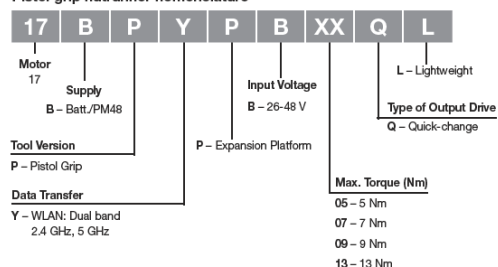 17 B P Y P B XX Q L
Motor
17
Supply
B – Batt./PM48
Tool Version
P – Pistol Grip
Data Transfer
Y – WLAN: Dual band
2.4 GHz, 5 GHz
P – Expansion Platform
Input Voltage
B – 26-48 V
Max. Torque (Nm)
05 – 5 Nm
07 – 7 Nm
09 – 9 Nm
13 – 13 Nm
Type of Output Drive
Q – Quick-change
L – Lightweight